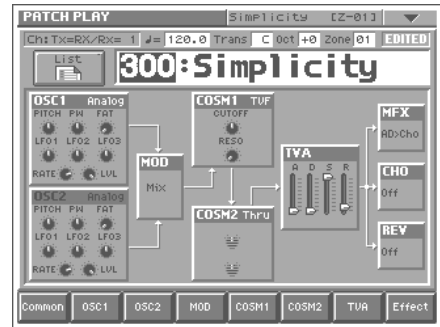 PATCH PLAY Simplicity [Z-01]
Ch: Tx=RX/Rx= 1 ♩= 120.0 Trans C Oct +0 Zone 01 EDITED
List 300:Simplicity
OSC1 Analog
PITCH PW FAT
LFO1 LFO2 LFO3
RATE LVL
OSC2 Analog
PITCH PW FAT
LFO1 LFO2 LFO3
RATE LVL
MOD
Mix
COSM1 TVF
CUTOFF
RESO
COSM2 Thru
TVA
A D S R
MFX
AD>Cho
CHO
Off
REV
Off
Common OSC1 OSC2 MOD COSM1 COSM2 TVA Effect